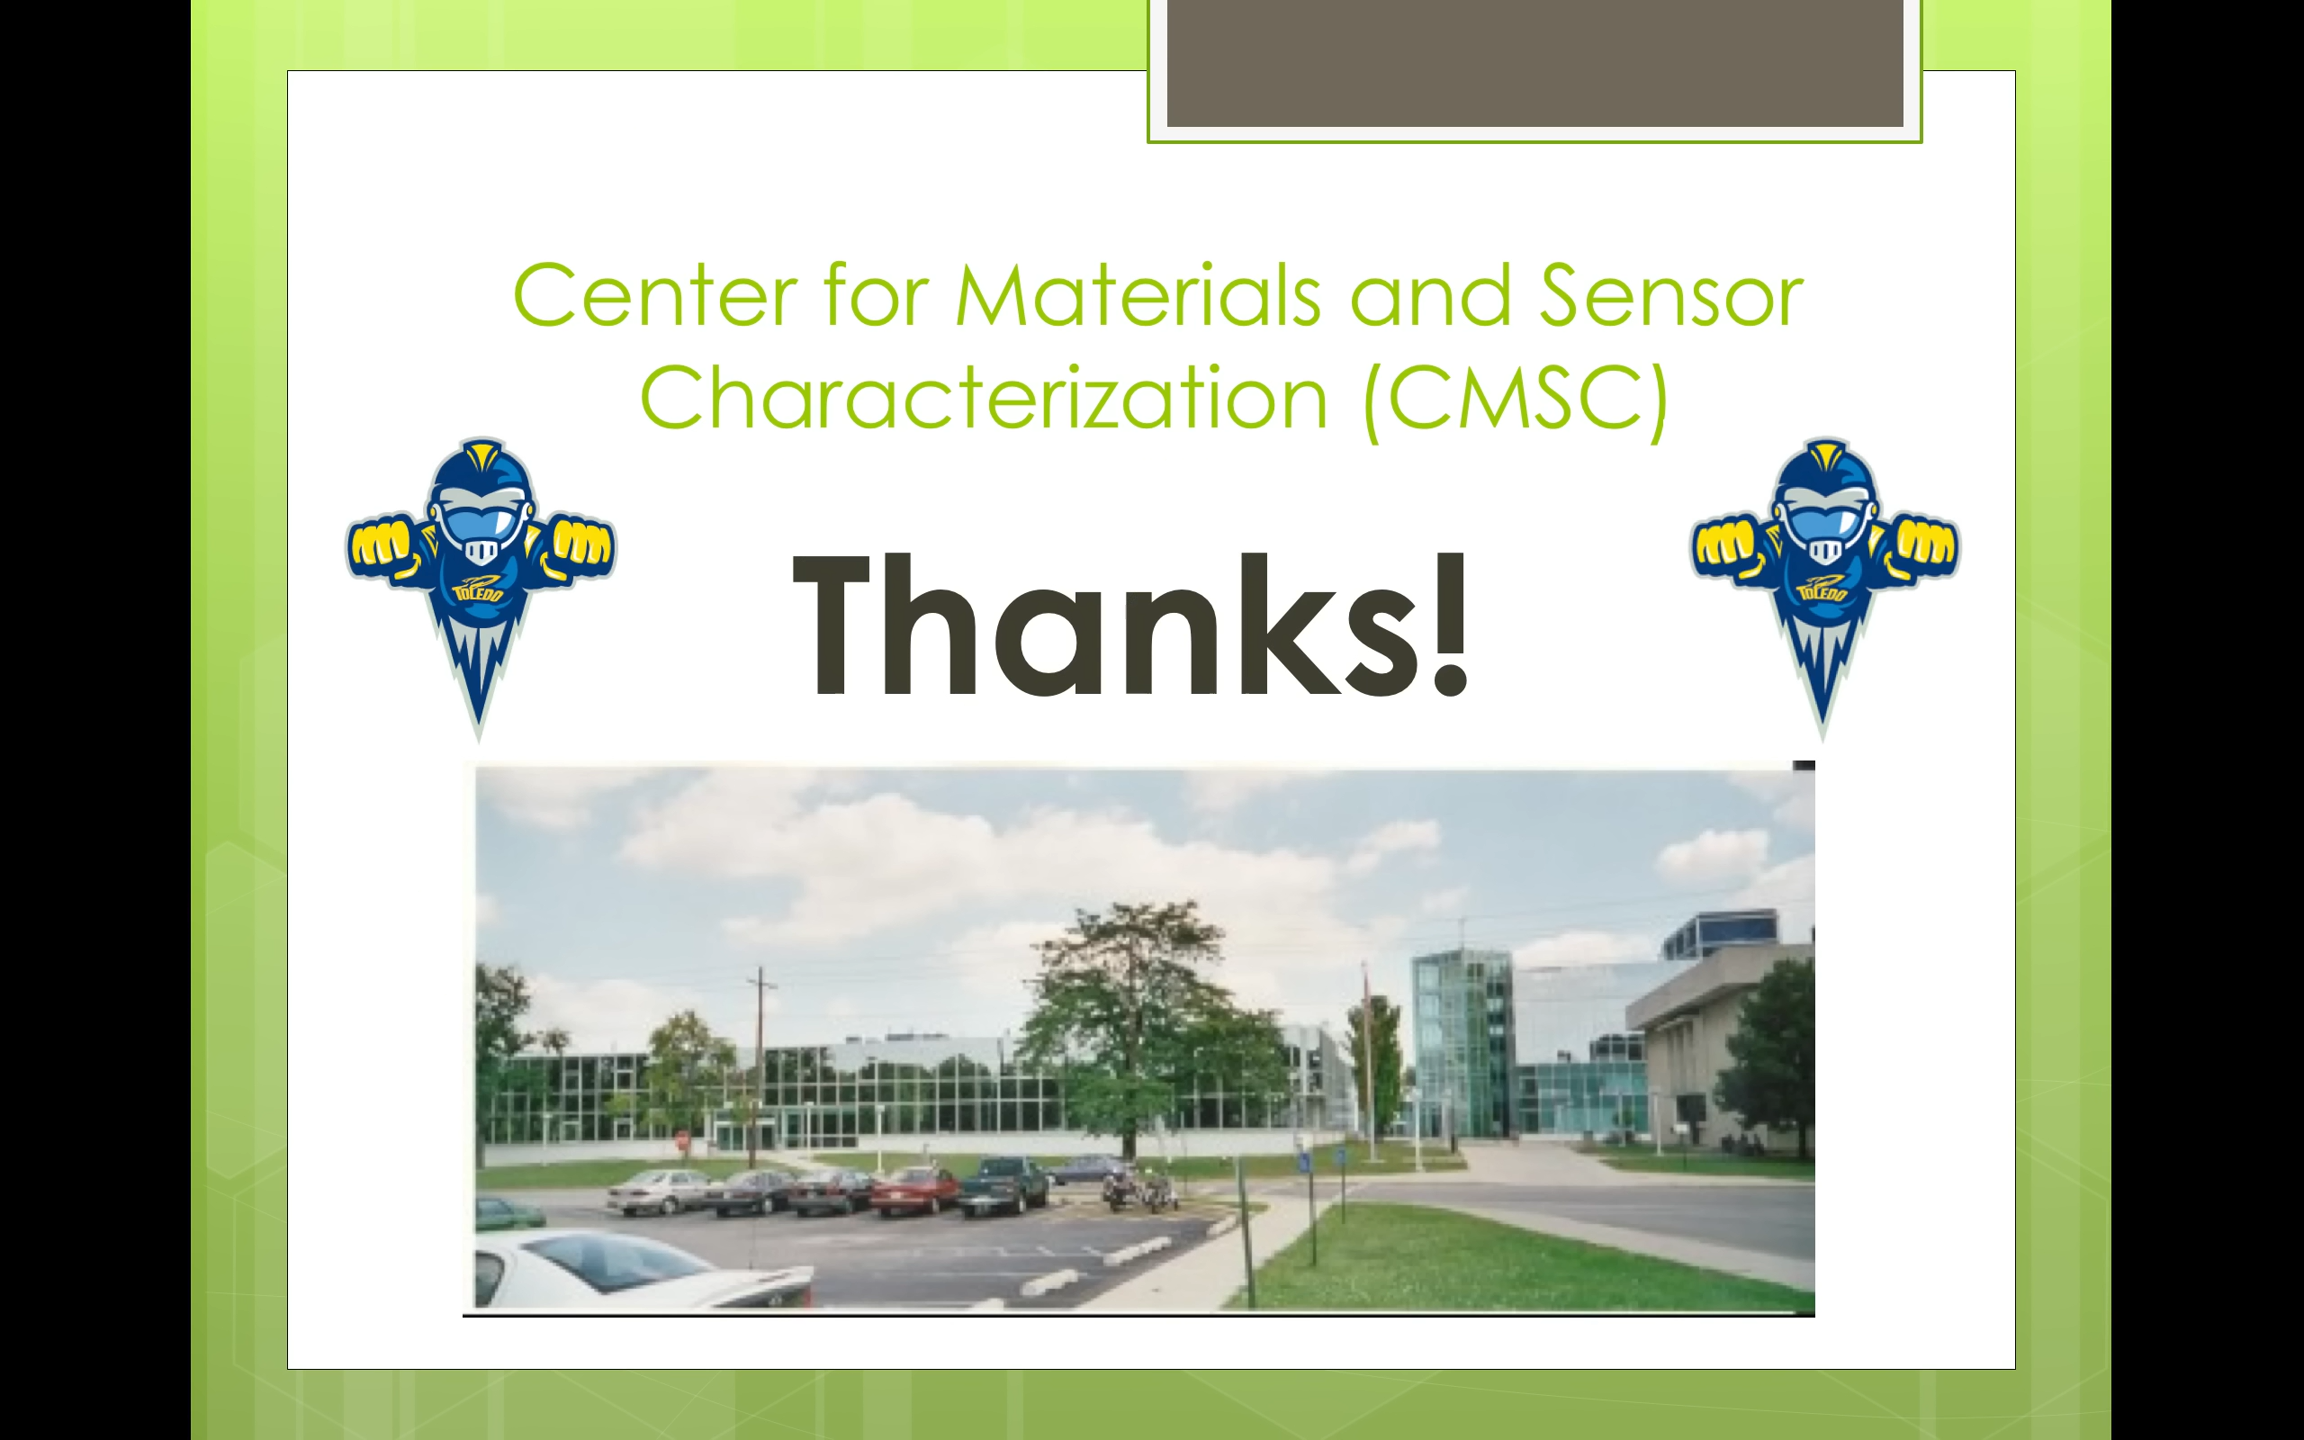 Center for Materials and Sensor
Characterization (CMSC)
Thanks!
TOLEDO
TOLEDO